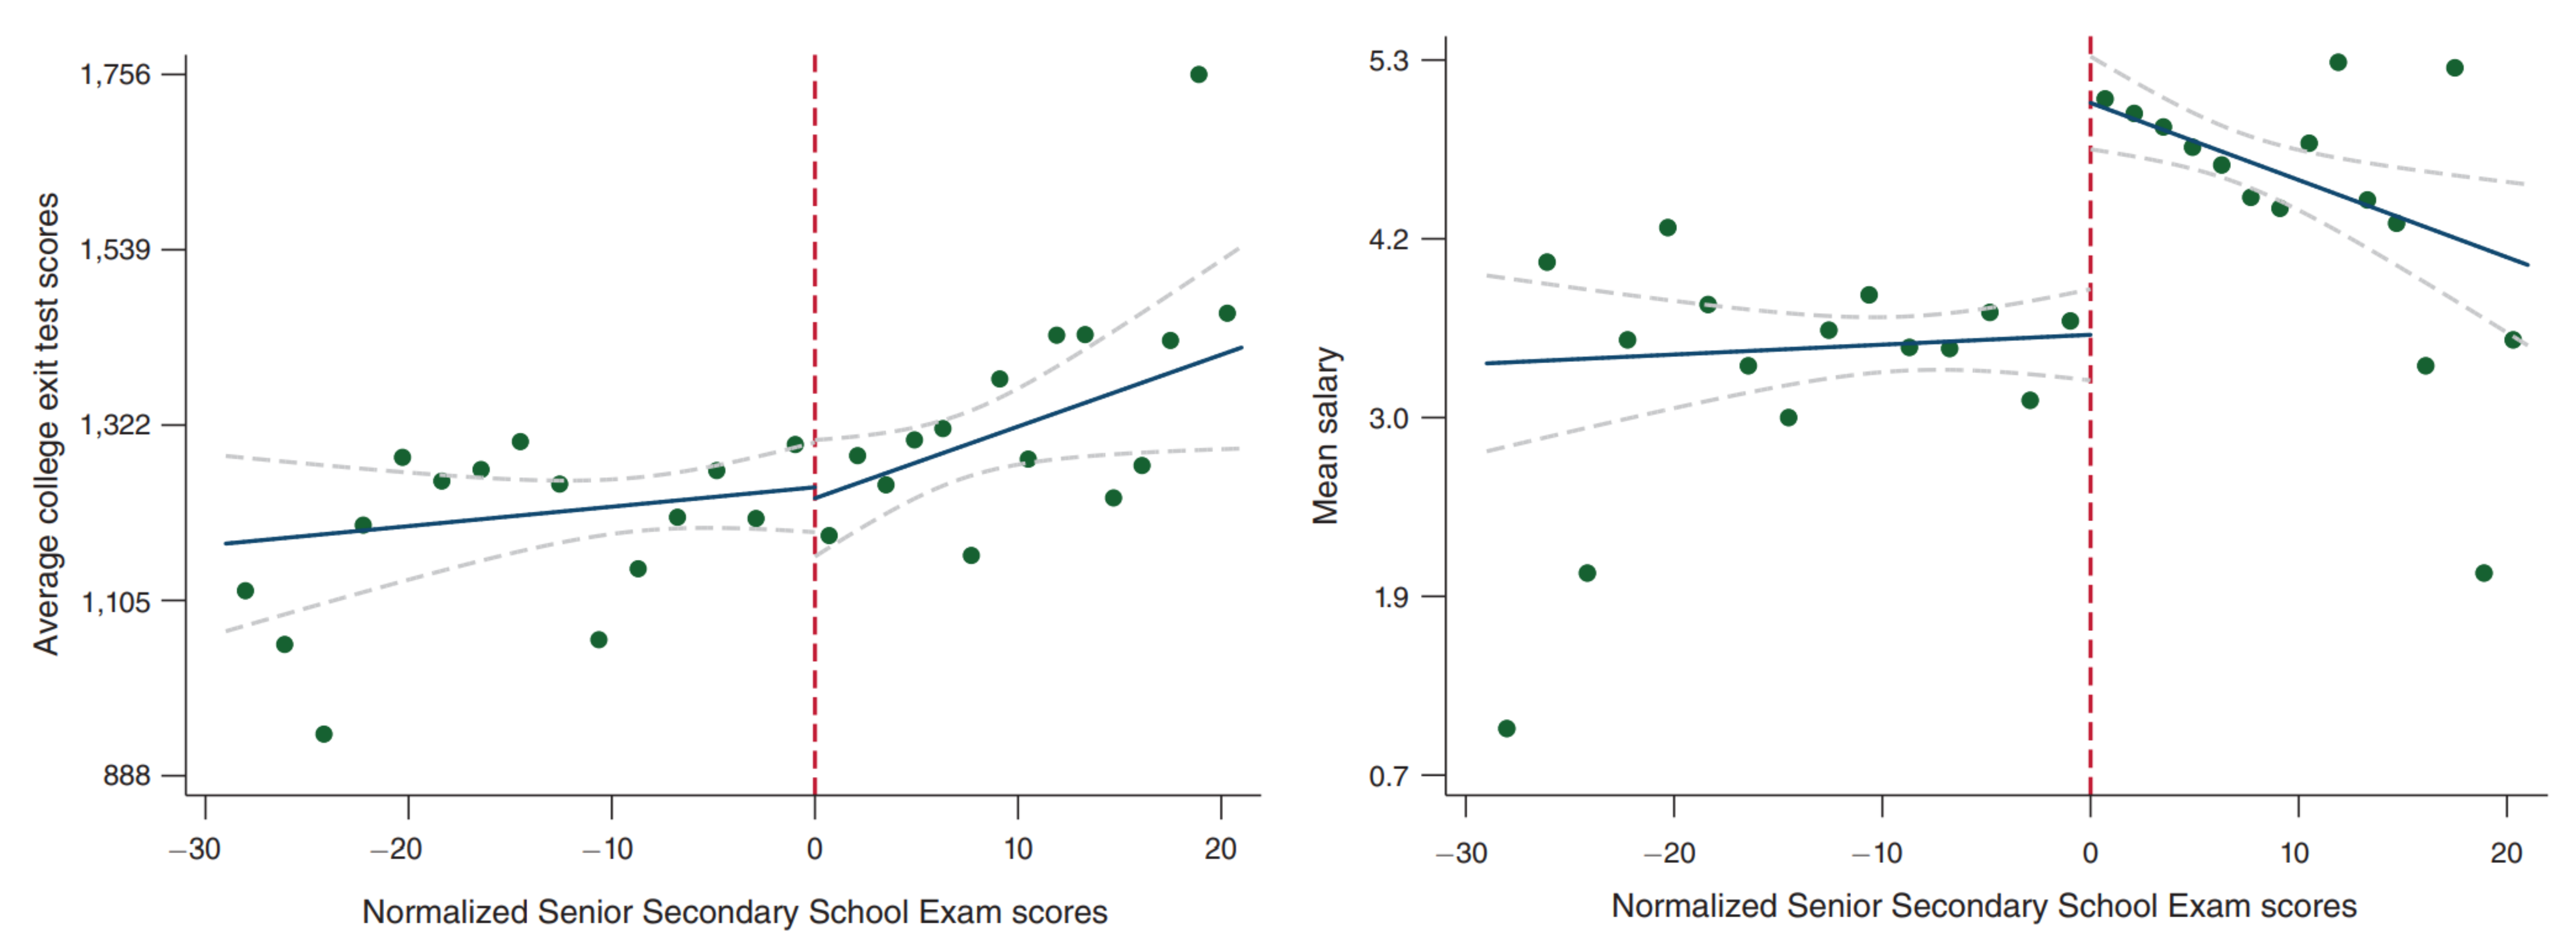 Average college exit test scores
1,756
1,539
1,322
1,105
888
−30 −20 −10 0 10 20
Normalized Senior Secondary School Exam scores
Mean salary
5.3
4.2
3.0
1.9
0.7
−30 −20 −10 0 10 20
Normalized Senior Secondary School Exam scores